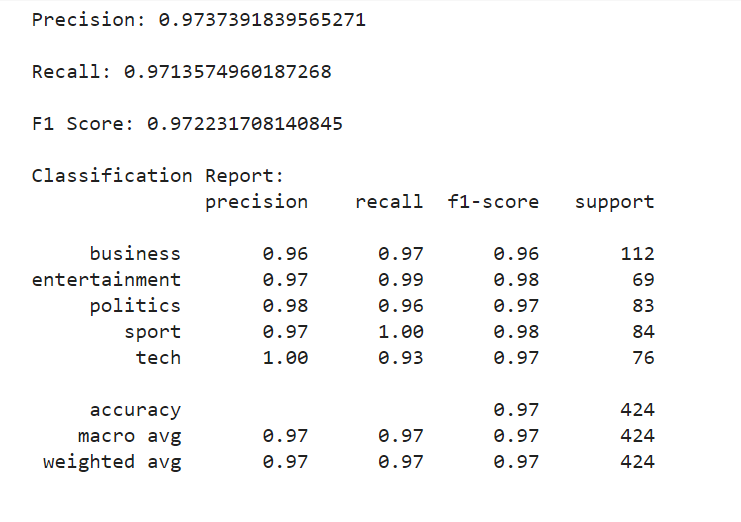 Precision: 0.9737391839565271
Recall: 0.9713574960187268
F1 Score: 0.972231708140845
Classification Report:
precision recall f1-score support
business 0.96 0.97 0.96 112
entertainment 0.97 0.99 0.98 69
politics 0.98 0.96 0.97 83
sport 0.97 1.00 0.98 84
tech 1.00 0.93 0.97 76
accuracy 0.97 424
macro avg 0.97 0.97 0.97 424
weighted avg 0.97 0.97 0.97 424